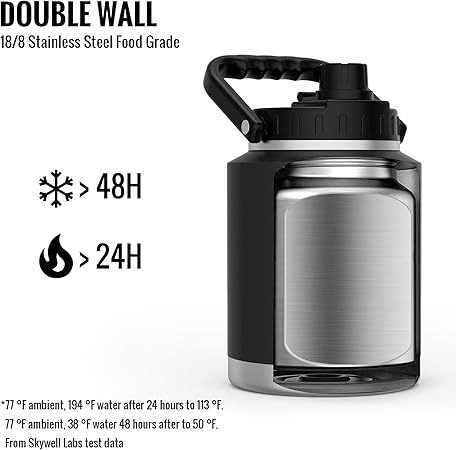 DOUBLE WALL
18/8 Stainless Steel Food Grade
> 48H
> 24H
*77 °F ambient, 194 °F water after 24 hours to 113 °F.
77 °F ambient, 38 °F water 48 hours after to 50 °F.
From Skywell Labs test data